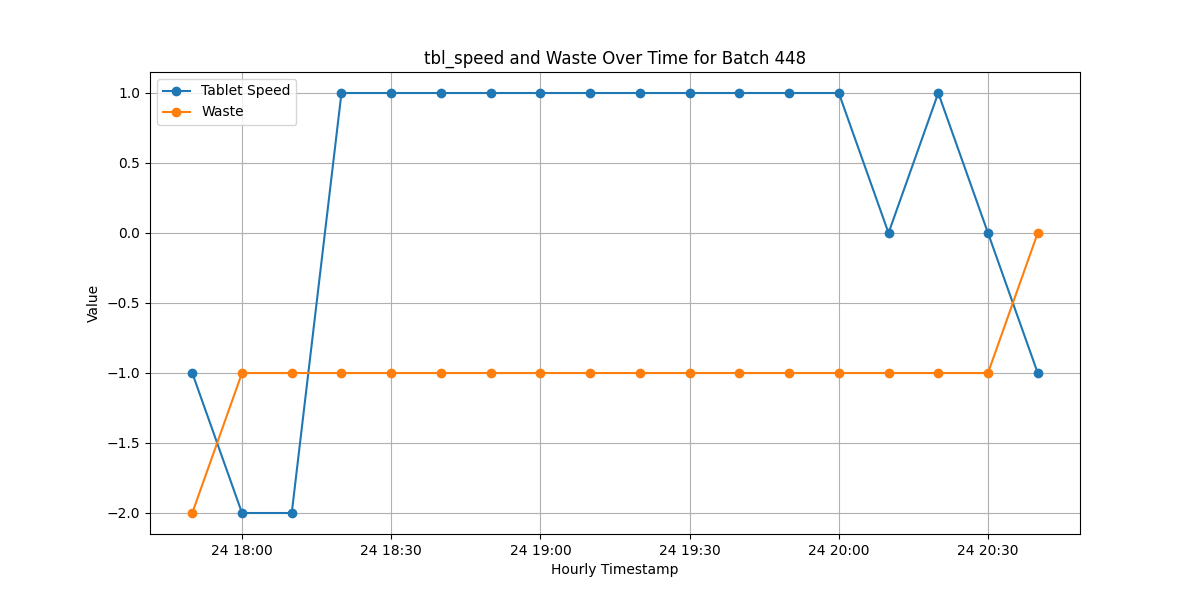 tbl_speed and Waste Over Time for Batch 448
Tablet Speed
Waste
1.0
0.5
0.0
−0.5
−1.0
−1.5
−2.0
Value
24 18:00 24 18:30 24 19:00 24 19:30 24 20:00 24 20:30
Hourly Timestamp